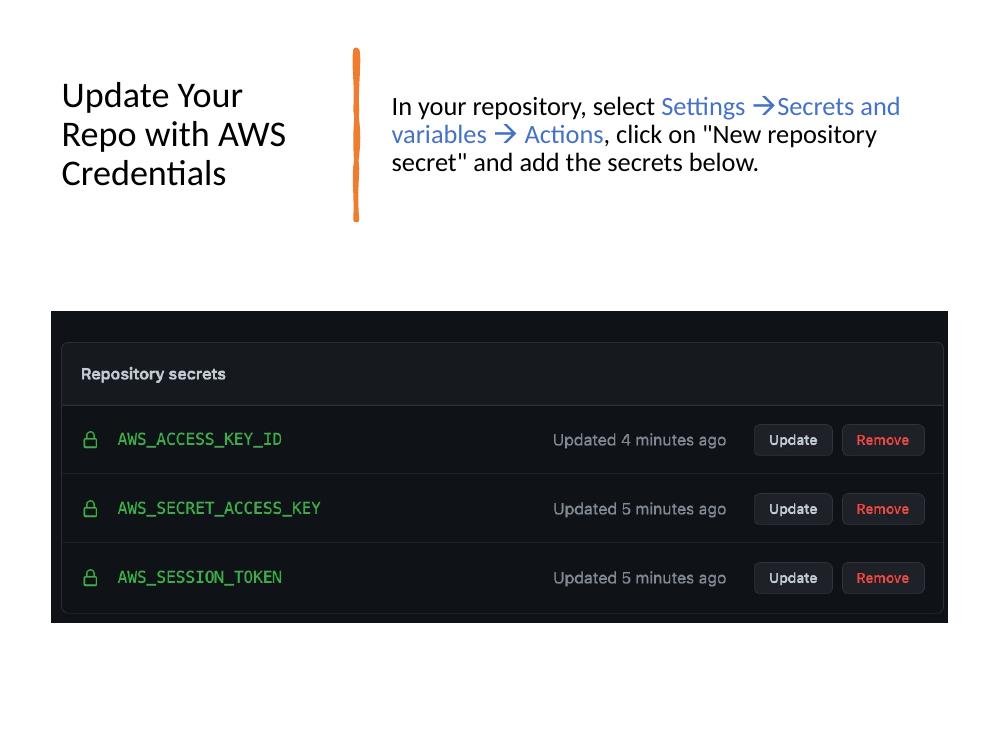 Update Your
Repo with AWS
Credentials
In your repository, select Settings →Secrets and
variables → Actions, click on "New repository
secret" and add the secrets below.
Repository secrets
AWS_ACCESS_KEY_ID Updated 4 minutes ago Update Remove
AWS_SECRET_ACCESS_KEY Updated 5 minutes ago Update Remove
AWS_SESSION_TOKEN Updated 5 minutes ago Update Remove